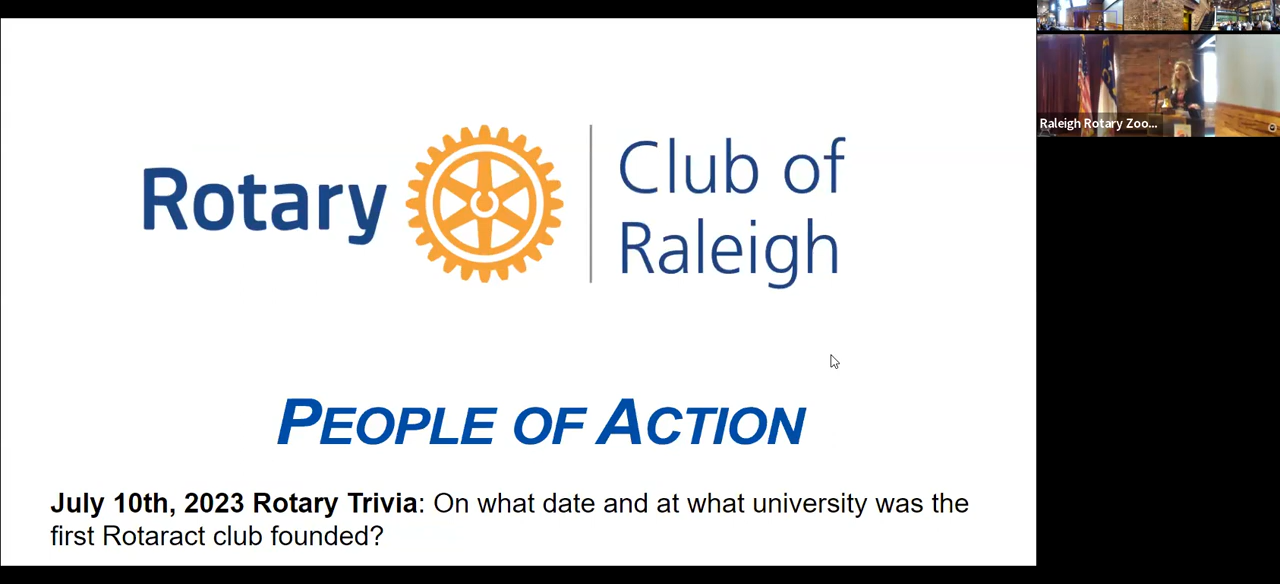 Rotary
Club of
Raleigh
PEOPLE OF ACTION
July 10th, 2023 Rotary Trivia: On what date and at what university was the
first Rotaract club founded?
Raleigh Rotary Zoo...